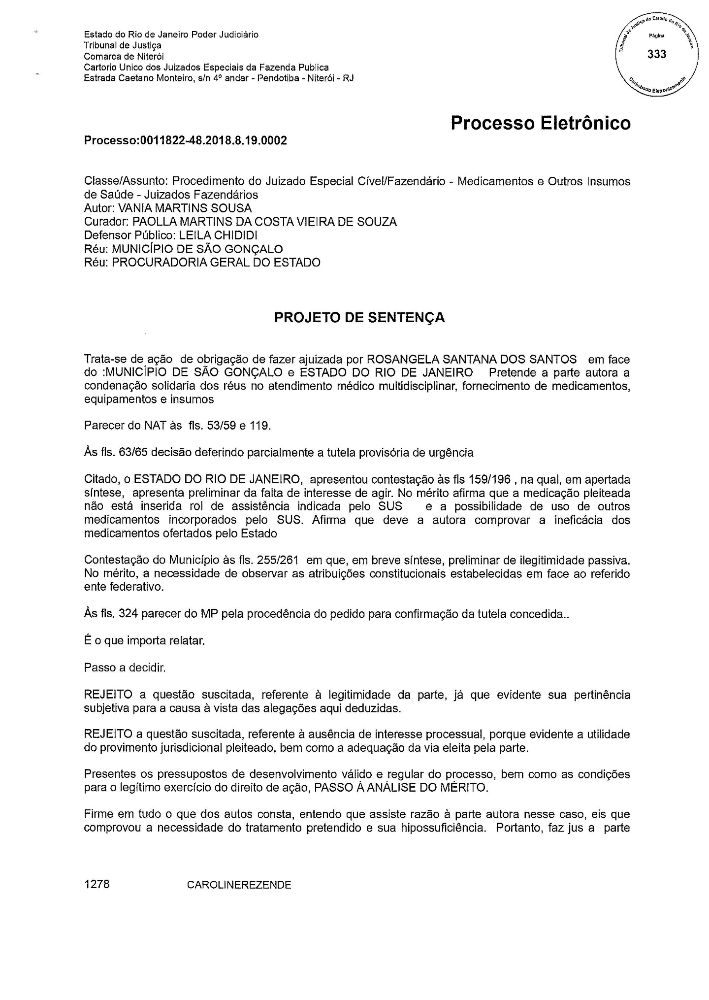 Estado do Rio de Janeiro Poder Judiciário
Tribunal de Justiça
Comarca de Niterói
Cartorio Unico dos Juizados Especiais da Fazenda Publica
Estrada Caetano Monteiro, s/n 4º andar - Pendotiba - Niterói - RJ
Tribunal de Justiça do Estado do Rio de Janeiro
Página
333
Carimbado Eletronicamente
Processo Eletrônico
Processo:0011822-48.2018.8.19.0002
Classe/Assunto: Procedimento do Juizado Especial Cível/Fazendário - Medicamentos e Outros Insumos
de Saúde - Juizados Fazendários
Autor: VANIA MARTINS SOUSA
Curador: PAOLLA MARTINS DA COSTA VIEIRA DE SOUZA
Defensor Público: LEILA CHIDIDI
Réu: MUNICÍPIO DE SÃO GONÇALO
Réu: PROCURADORIA GERAL DO ESTADO
PROJETO DE SENTENÇA
Trata-se de ação de obrigação de fazer ajuizada por ROSANGELA SANTANA DOS SANTOS em face
do :MUNICÍPIO DE SÃO GONÇALO e ESTADO DO RIO DE JANEIRO Pretende a parte autora a
condenação solidaria dos réus no atendimento médico multidisciplinar, fornecimento de medicamentos,
equipamentos e insumos
Parecer do NAT às fls. 53/59 e 119.
Às fls. 63/65 decisão deferindo parcialmente a tutela provisória de urgência
Citado, o ESTADO DO RIO DE JANEIRO, apresentou contestação às fls 159/196 , na qual, em apertada
síntese, apresenta preliminar da falta de interesse de agir. No mérito afirma que a medicação pleiteada
não está inserida rol de assistência indicada pelo SUS e a possibilidade de uso de outros
medicamentos incorporados pelo SUS. Afirma que deve a autora comprovar a ineficácia dos
medicamentos ofertados pelo Estado
Contestação do Município às fls. 255/261 em que, em breve síntese, preliminar de ilegitimidade passiva.
No mérito, a necessidade de observar as atribuições constitucionais estabelecidas em face ao referido
ente federativo.
Às fls. 324 parecer do MP pela procedência do pedido para confirmação da tutela concedida..
É o que importa relatar.
Passo a decidir.
REJEITO a questão suscitada, referente à legitimidade da parte, já que evidente sua pertinência
subjetiva para a causa à vista das alegações aqui deduzidas.
REJEITO a questão suscitada, referente à ausência de interesse processual, porque evidente a utilidade
do provimento jurisdicional pleiteado, bem como a adequação da via eleita pela parte.
Presentes os pressupostos de desenvolvimento válido e regular do processo, bem como as condições
para o legítimo exercício do direito de ação, PASSO À ANÁLISE DO MÉRITO.
Firme em tudo o que dos autos consta, entendo que assiste razão à parte autora nesse caso, eis que
comprovou a necessidade do tratamento pretendido e sua hipossuficiência. Portanto, faz jus a parte
1278 CAROLINEREZENDE